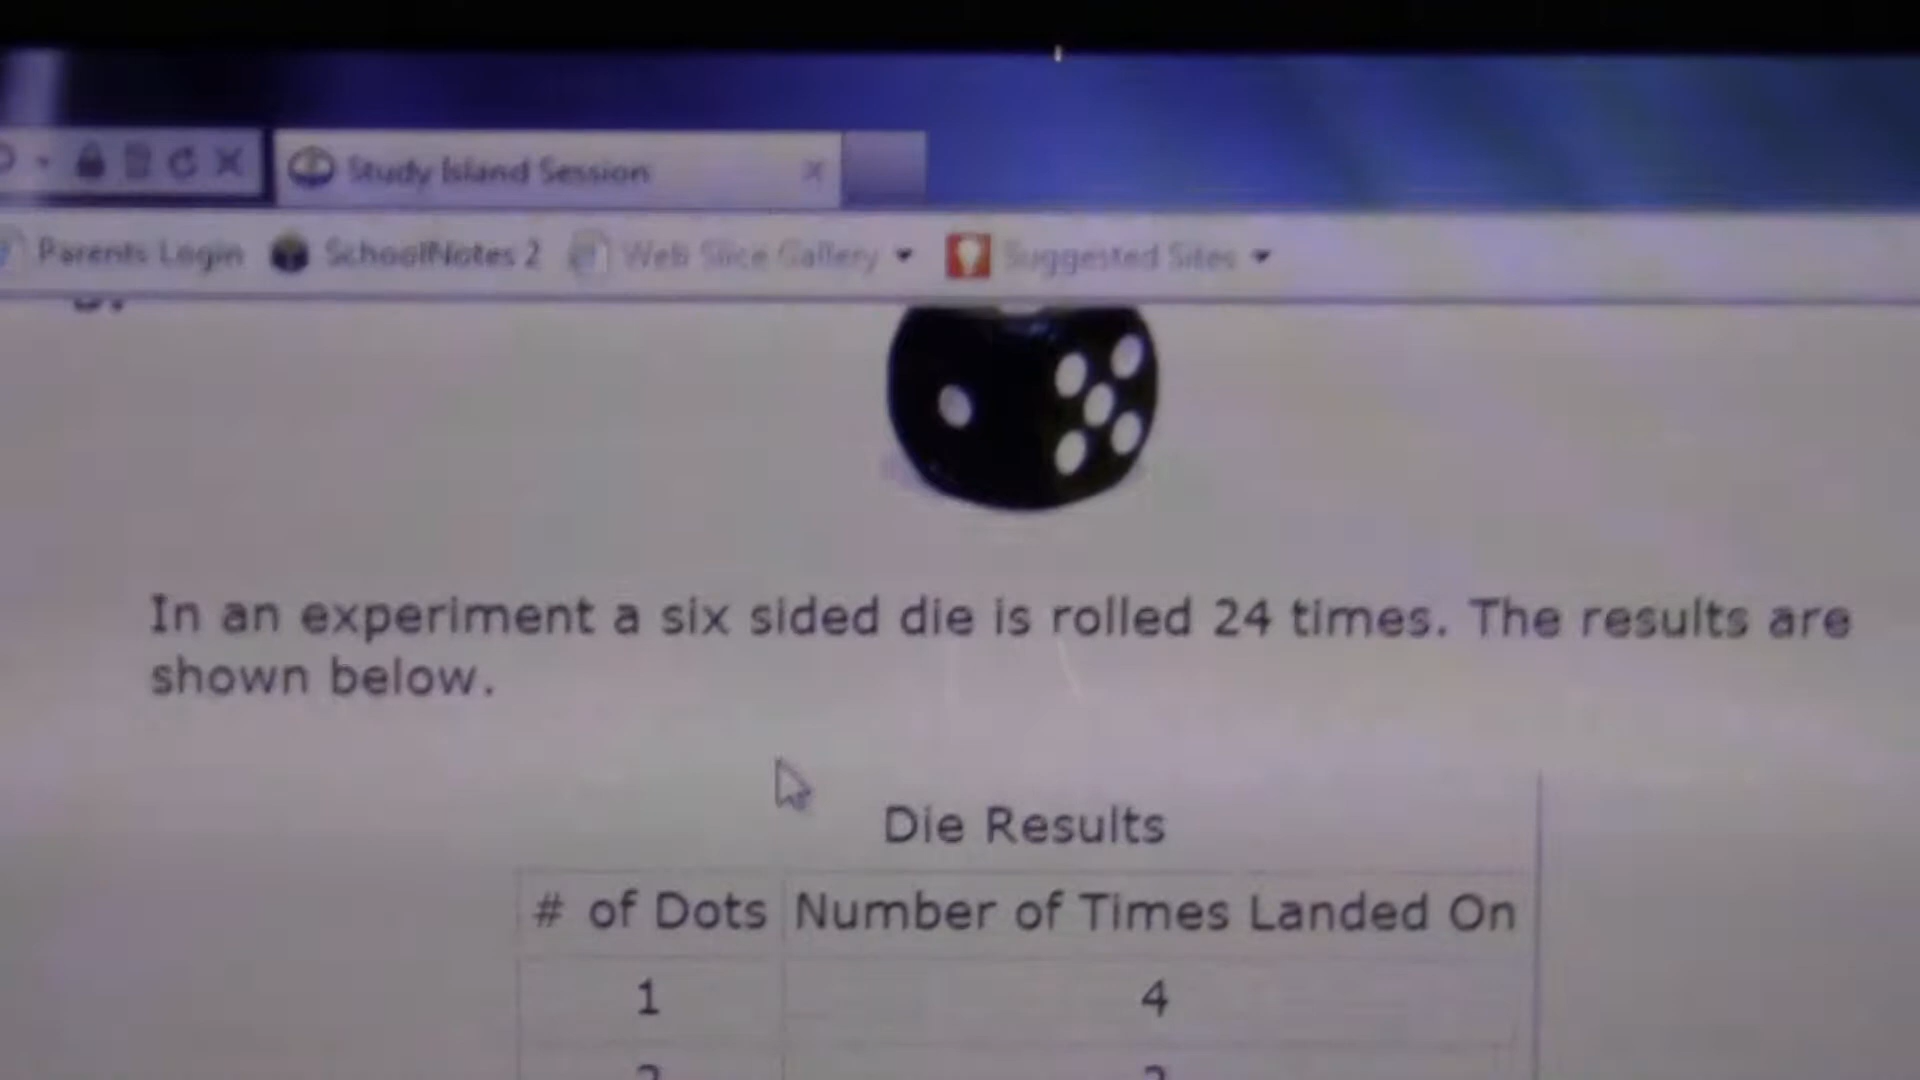 Study Island Session
Parents Login SchoolNotes 2 Web Slice Gallery Suggested Sites
In an experiment a six sided die is rolled 24 times. The results are
shown below.
Die Results
# of Dots Number of Times Landed On
1 4